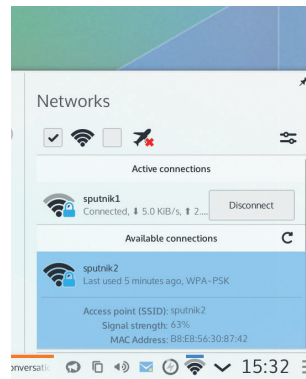 Networks
Active connections
sputnik1
Connected, ⬇ 5.0 KiB/s, ⬆ 2....
Disconnect
Available connections
sputnik2
Last used 5 minutes ago, WPA-PSK
Access point (SSID): sputnik2
Signal strength: 63%
MAC Address: B8:E8:56:30:87:42
15:32